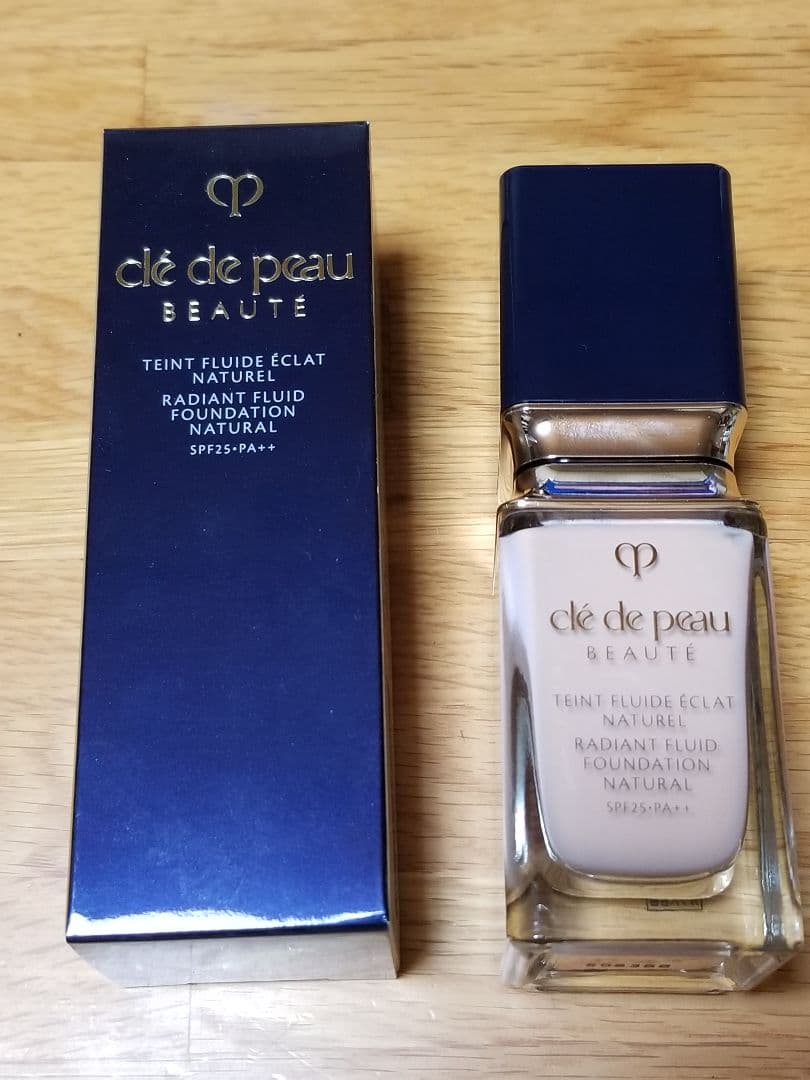 clé de peau
BEAUTÉ
TEINT FLUIDE ÉCLAT
NATUREL
RADIANT FLUID
FOUNDATION
NATURAL
SPF25•PA++
clé de peau
BEAUTÉ
TEINT FLUIDE ÉCLAT
NATUREL
RADIANT FLUID
FOUNDATION
NATURAL
SPF25•PA++